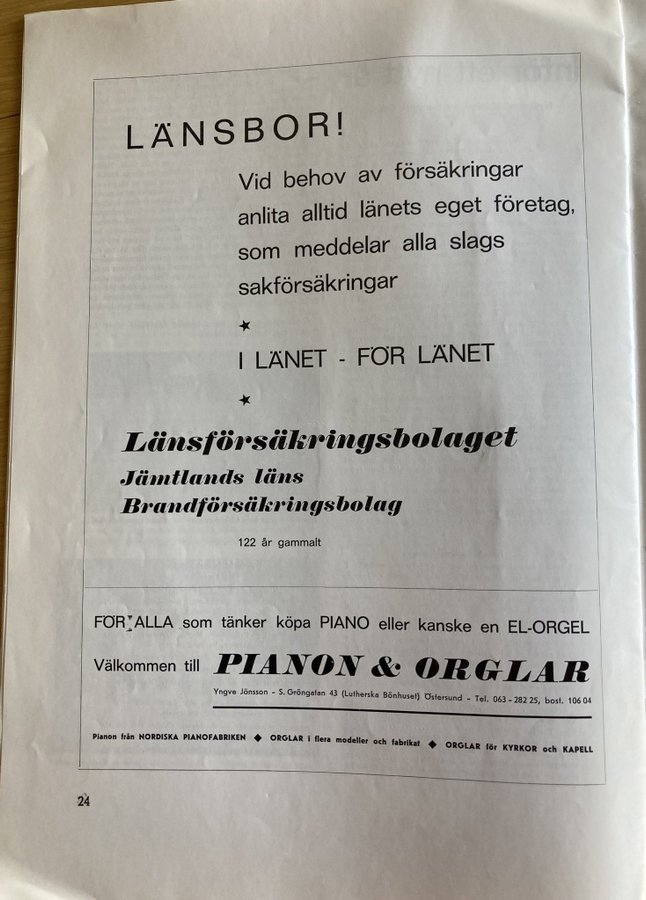 LÄNSBOR!
Vid behov av försäkringar
anlita alltid länets eget företag,
som meddelar alla slags
sakförsäkringar
★
I LÄNET - FÖR LÄNET
★
Länsförsäkringsbolaget
Jämtlands läns
Brandförsäkringsbolag
122 år gammalt
FÖR ALLA som tänker köpa PIANO eller kanske en EL-ORGEL
Välkommen till PIANON & ORGLAR
Yngve Jönsson - S. Gröngatan 43 (Lutherska Bönhuset) Östersund - Tel. 063-282 25, bost. 106 04
Pianon från NORDISKA PIANOFABRIKEN ◆ ORGLAR i flera modeller och fabrikat ◆ ORGLAR för KYRKOR och KAPELL
24